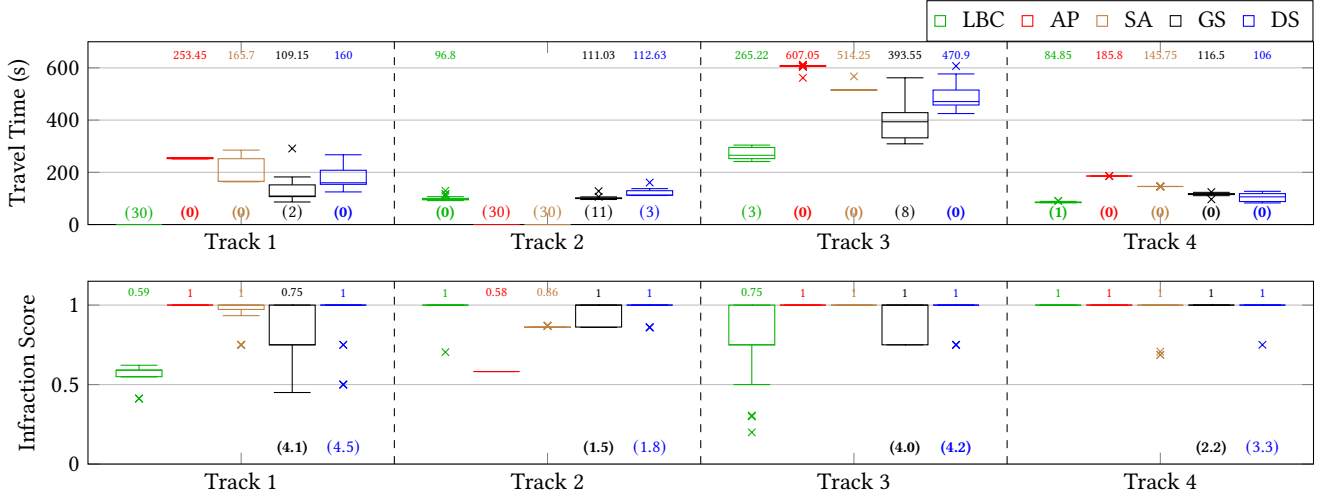 LBC AP SA GS DS
253.45 165.7 109.15 160 96.8 111.03 112.63 265.22 607.05 514.25 393.55 470.9 84.85 185.8 145.75 116.5 106
600
400
200
0
Travel Time (s)
(30) (0) (0) (2) (0) (0) (30) (30) (11) (3) (3) (0) (0) (8) (0) (1) (0) (0) (0) (0)
Track 1 Track 2 Track 3 Track 4
0.59 1 1 0.75 1 1 0.58 0.86 1 1 0.75 1 1 1 1 1 1 1 1 1
1
0.5
0
Infraction Score
(4.1) (4.5) (1.5) (1.8) (4.0) (4.2) (2.2) (3.3)
Track 1 Track 2 Track 3 Track 4